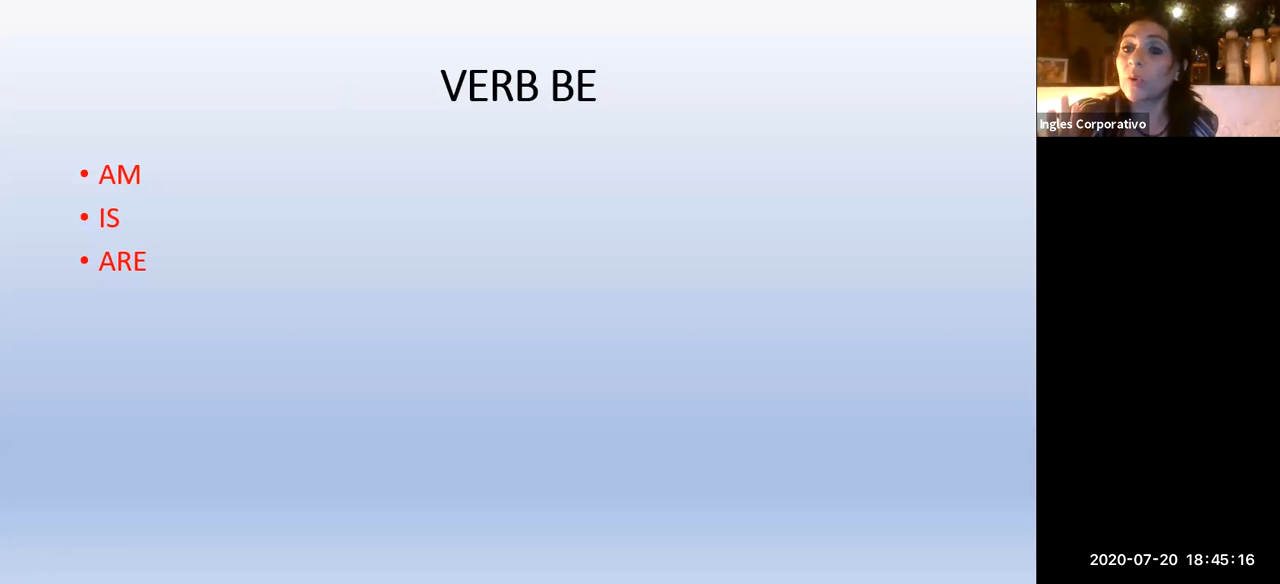 VERB BE
• AM
• IS
• ARE
Ingles Corporativo
2020-07-20 18:45:16